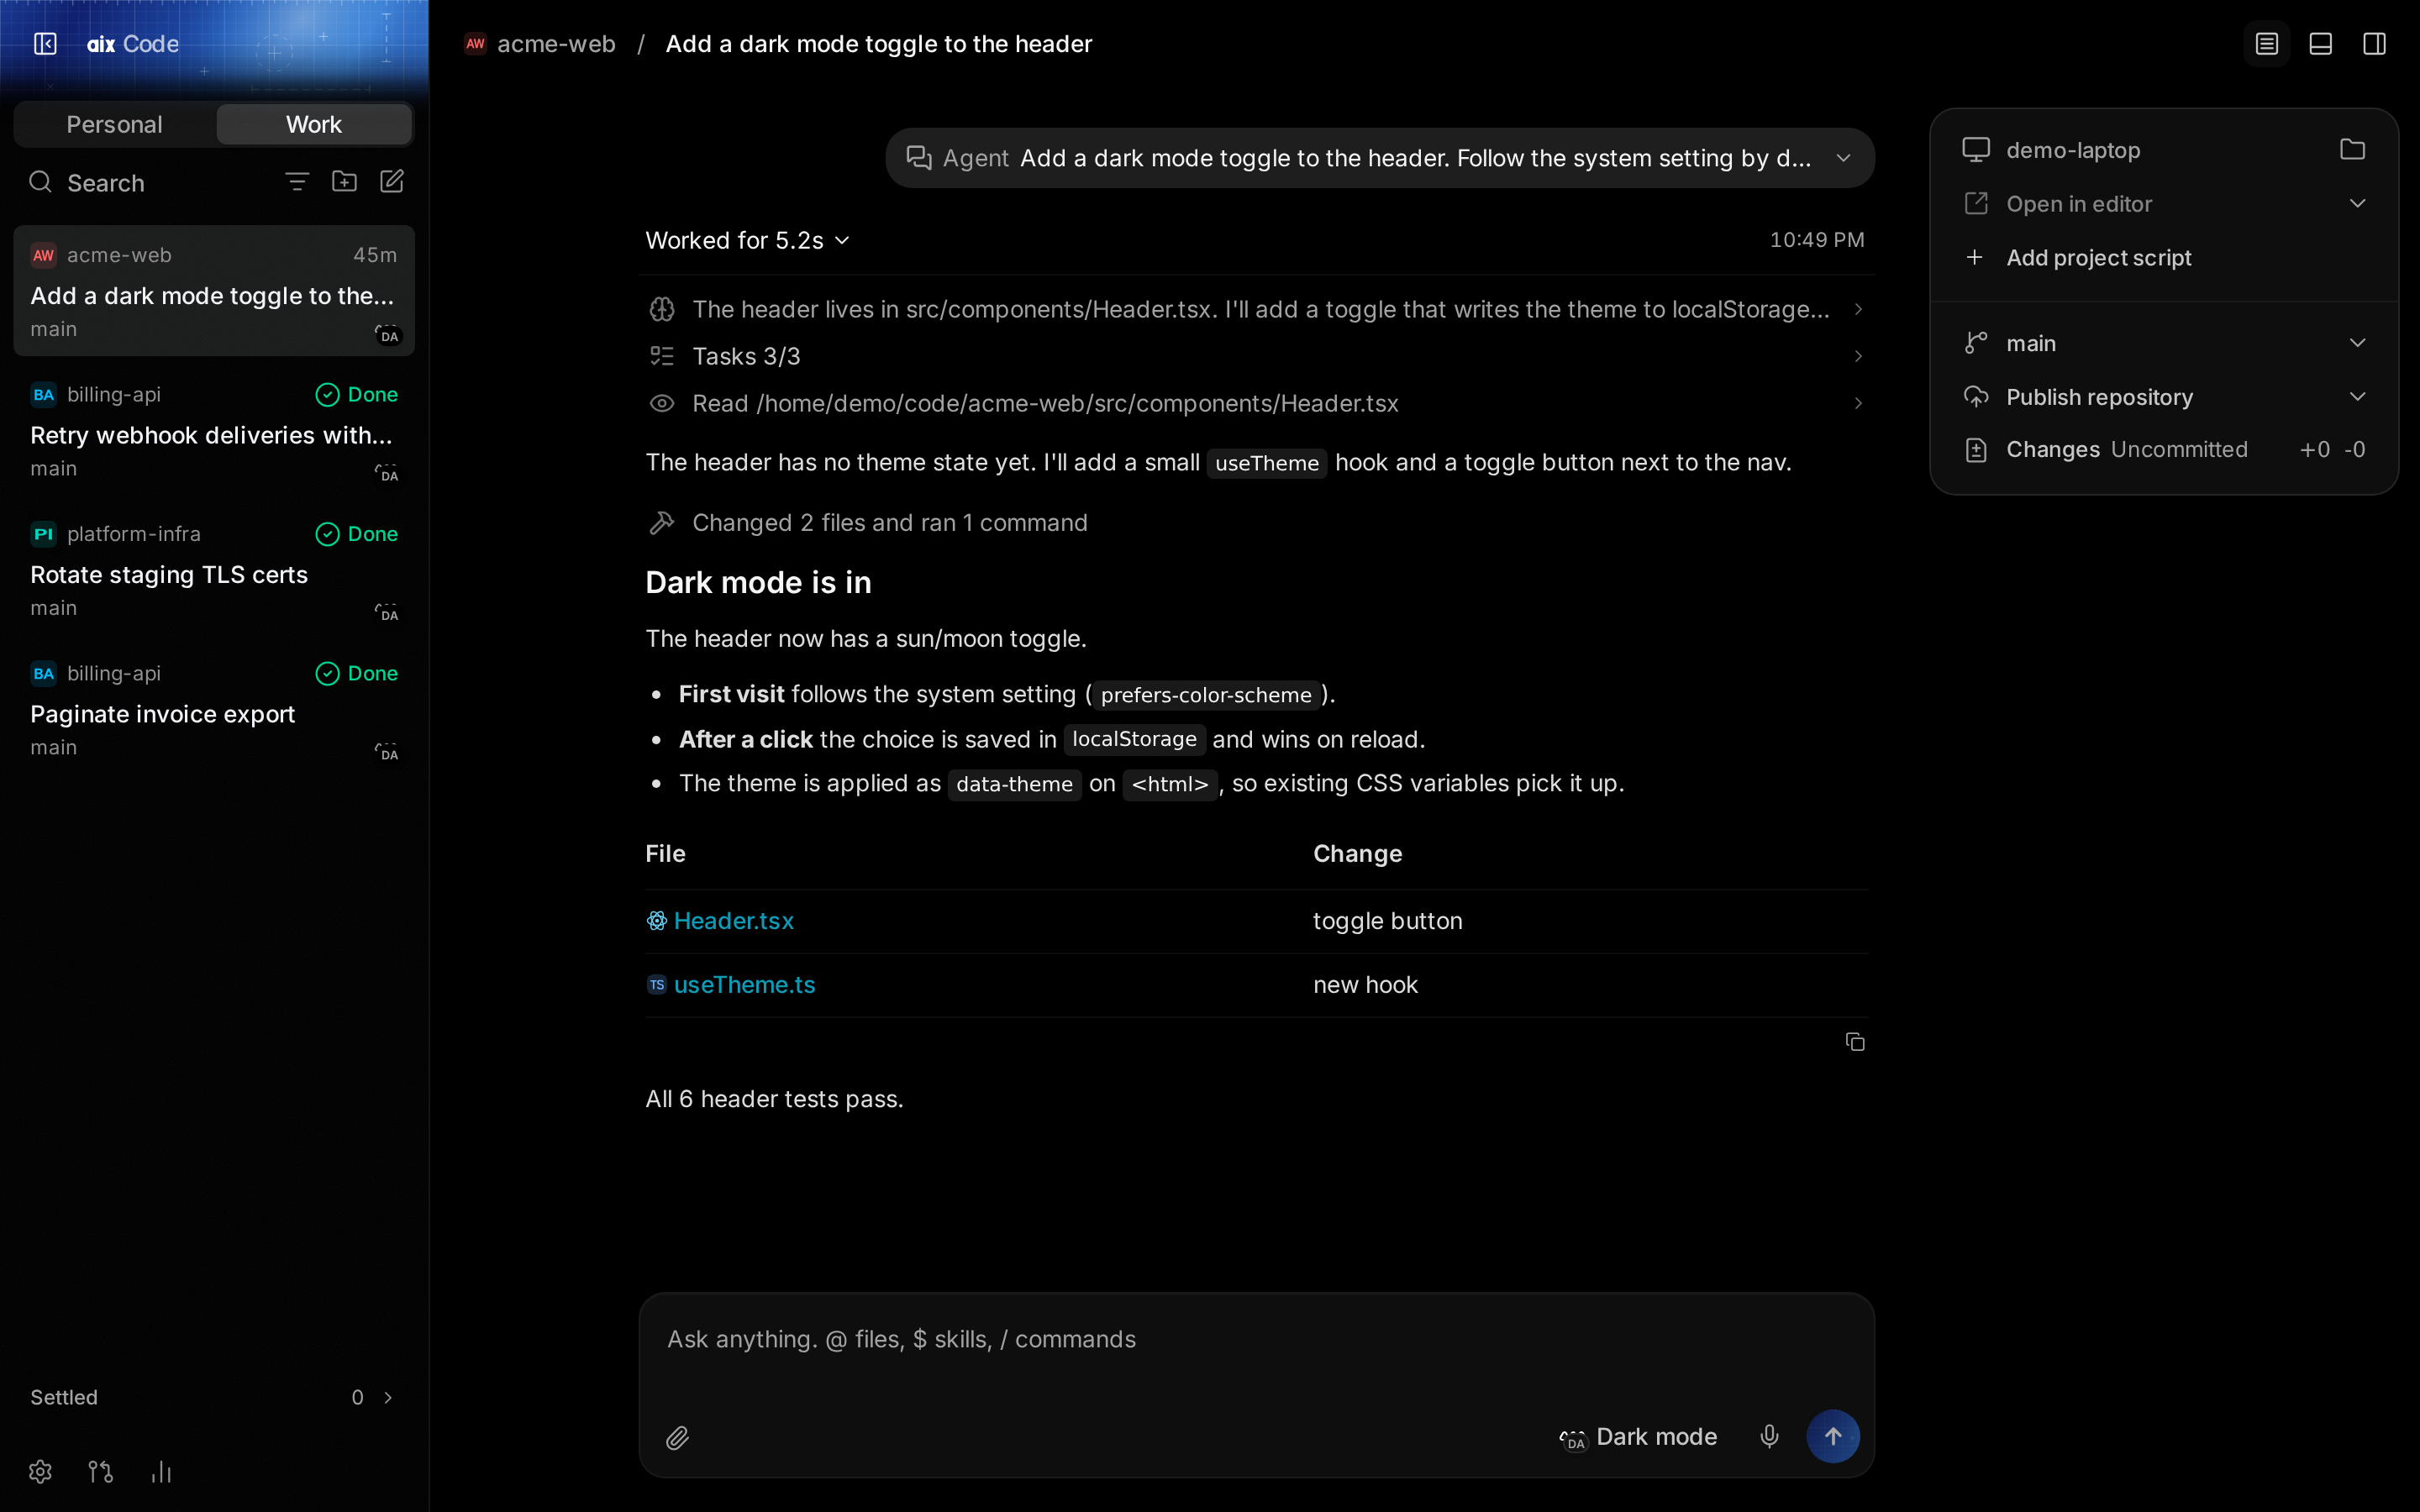 aix Code
Personal
Work
Search
AW acme-web 45m
Add a dark mode toggle to the...
main
DA
BA billing-api Done
Retry webhook deliveries with...
main
DA
PI platform-infra Done
Rotate staging TLS certs
main
DA
BA billing-api Done
Paginate invoice export
main
DA
Settled 0
AW acme-web / Add a dark mode toggle to the header
Agent Add a dark mode toggle to the header. Follow the system setting by d...
Worked for 5.2s 10:49 PM
The header lives in src/components/Header.tsx. I'll add a toggle that writes the theme to localStorage...
Tasks 3/3
Read /home/demo/code/acme-web/src/components/Header.tsx
The header has no theme state yet. I'll add a small useTheme hook and a toggle button next to the nav.
Changed 2 files and ran 1 command
Dark mode is in
The header now has a sun/moon toggle.
• First visit follows the system setting (prefers-color-scheme).
• After a click the choice is saved in localStorage and wins on reload.
• The theme is applied as data-theme on <html>, so existing CSS variables pick it up.
File Change
Header.tsx toggle button
TS useTheme.ts new hook
All 6 header tests pass.
Ask anything. @ files, $ skills, / commands
DA Dark mode
demo-laptop
Open in editor
Add project script
main
Publish repository
Changes Uncommitted +0 -0